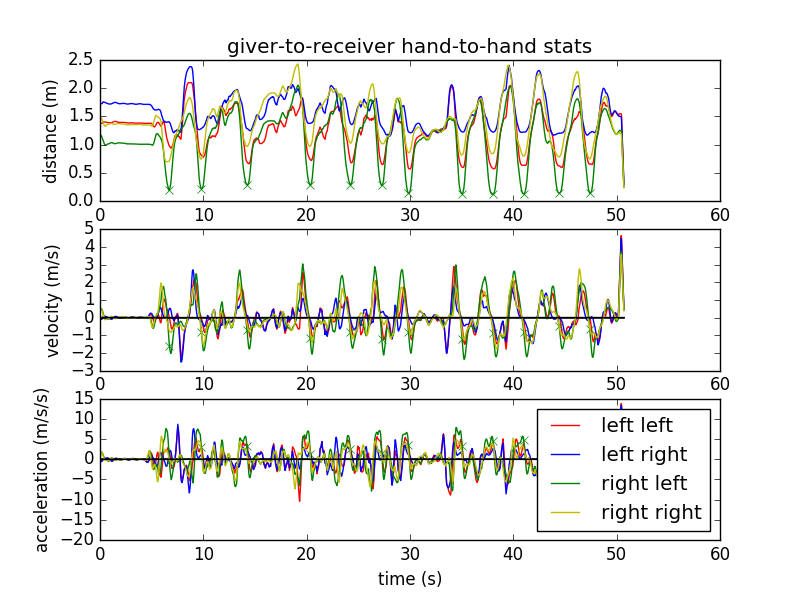 giver-to-receiver hand-to-hand stats
distance (m)
2.5
2.0
1.5
1.0
0.5
0.0
0 10 20 30 40 50 60
velocity (m/s)
5
4
3
2
1
0
−1
−2
−3
0 10 20 30 40 50 60
acceleration (m/s/s)
15
10
5
0
−5
−10
−15
−20
0 10 20 30 40 50 60
time (s)
left left
left right
right left
right right